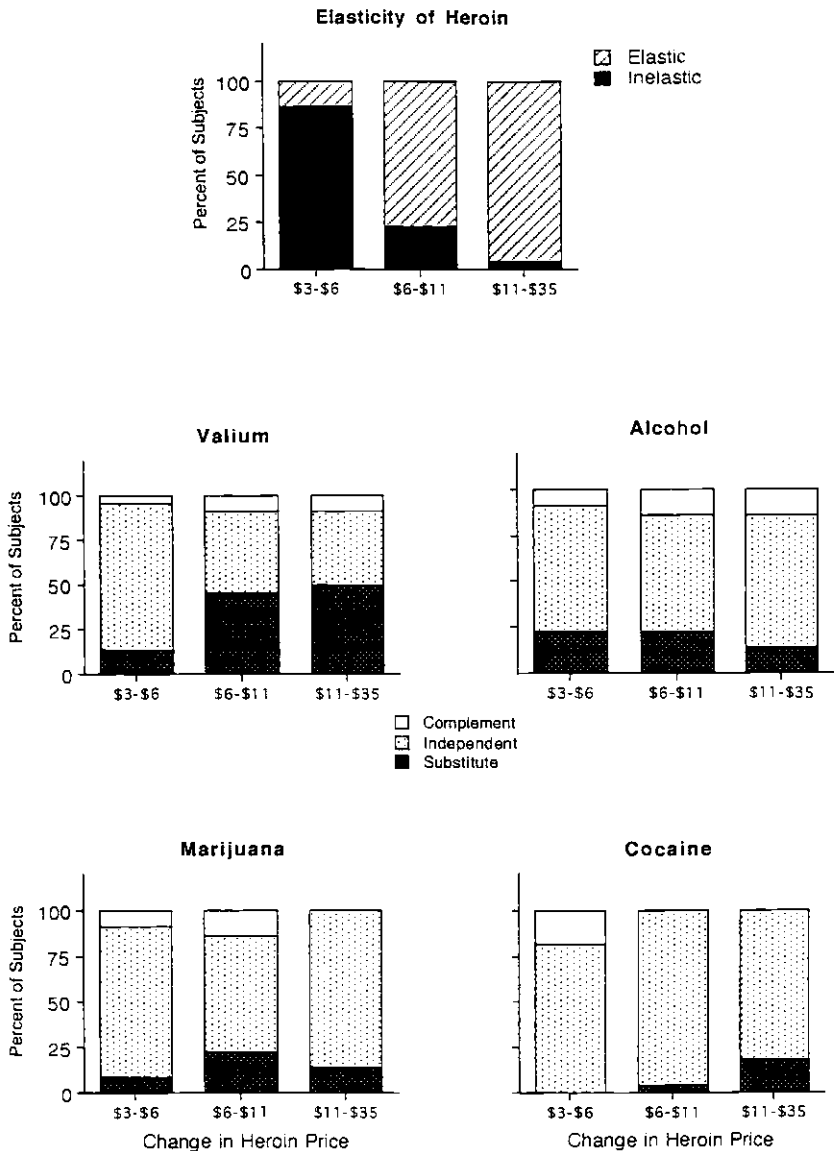 Elasticity of Heroin
Elastic
Inelastic
Percent of Subjects
100
75
50
25
0
$3-$6 $6-$11 $11-$35
Valium
Percent of Subjects
100
75
50
25
0
$3-$6 $6-$11 $11-$35
Alcohol
$3-$6 $6-$11 $11-$35
Complement
Independent
Substitute
Marijuana
Percent of Subjects
100
75
50
25
0
$3-$6 $6-$11 $11-$35
Change in Heroin Price
Cocaine
$3-$6 $6-$11 $11-$35
Change in Heroin Price